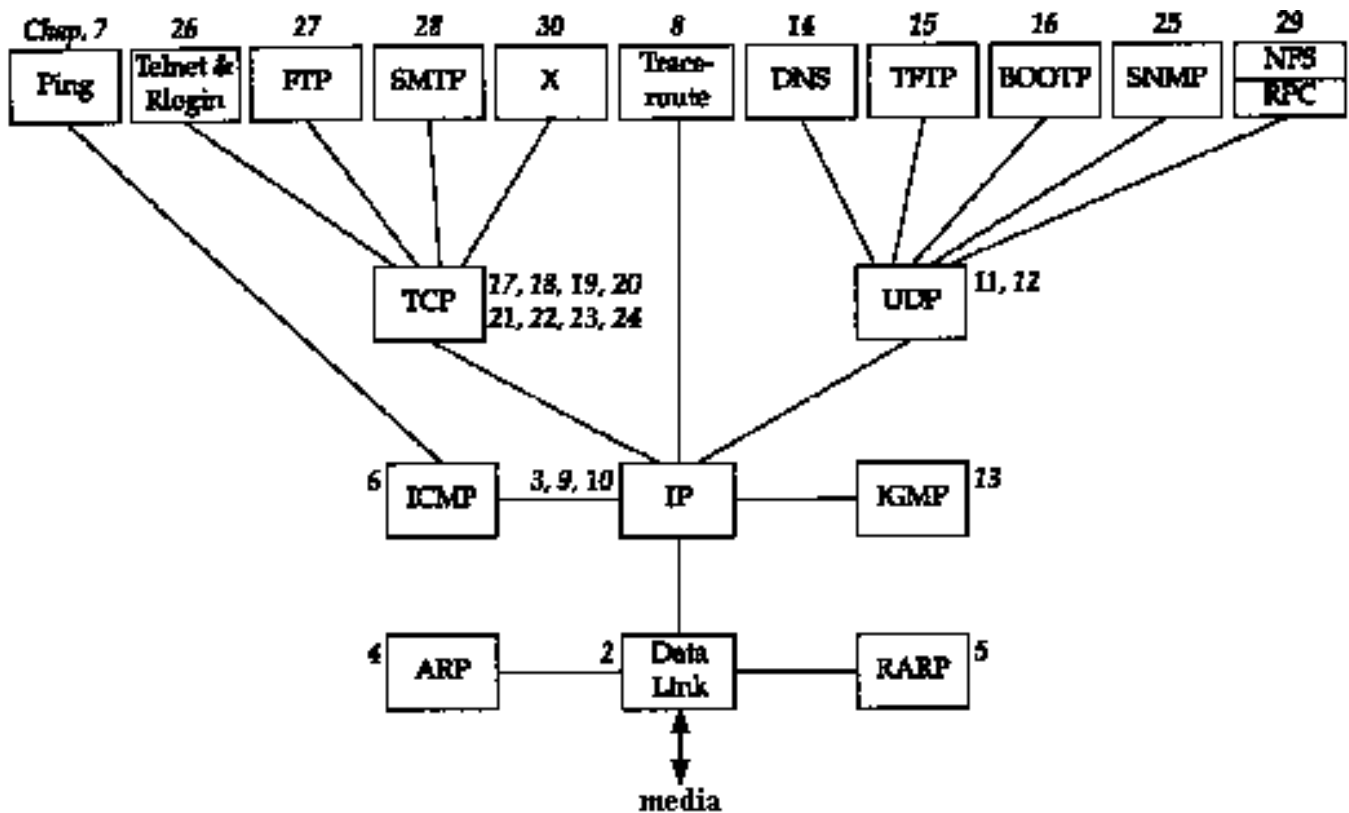 Chap. 7 26 27 28 30 8 14 15 16 25 29
Ping
Telnet &
Rlogin
FTP
SMTP
X
Trace-
route
DNS
TFTP
BOOTP
SNMP
NFS
RPC
TCP
17, 18, 19, 20
21, 22, 23, 24
UDP
11, 12
6
ICMP
3, 9, 10
IP
IGMP
13
4
ARP
2
Data
Link
RARP
5
media